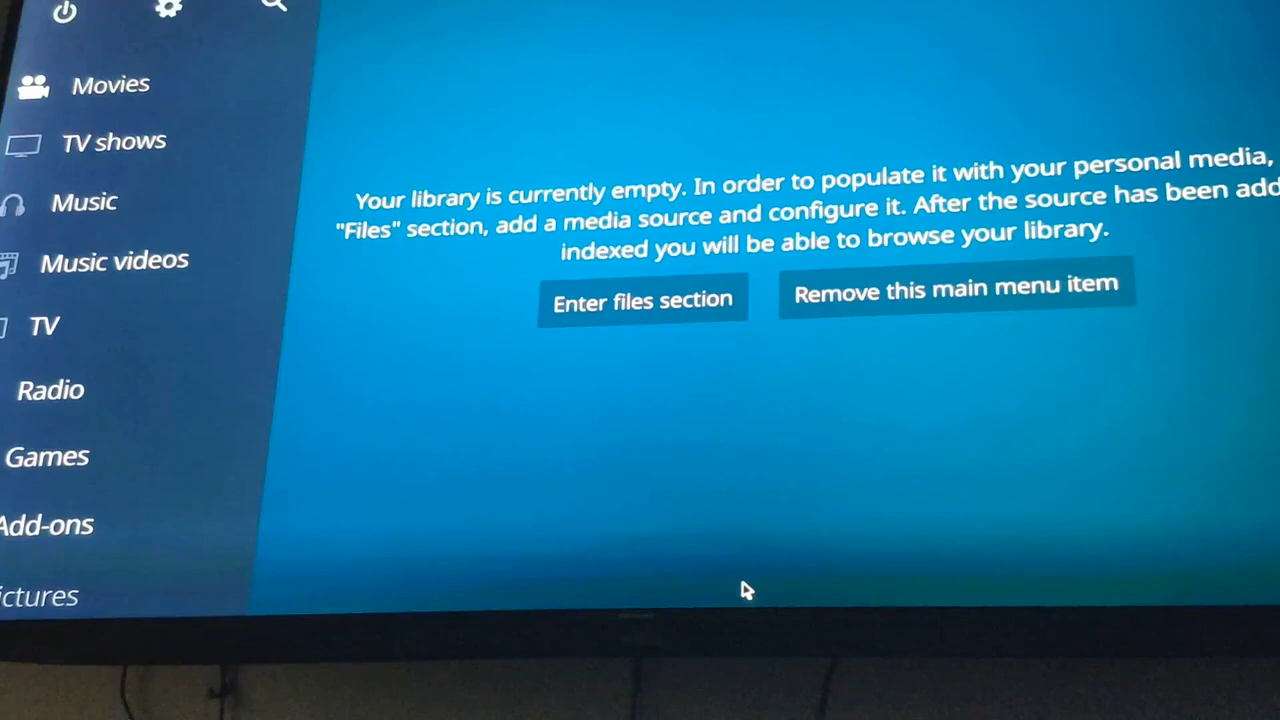 Movies
TV shows
Music
Music videos
TV
Radio
Games
Add-ons
ictures
Your library is currently empty. In order to populate it with your personal media,
"Files" section, add a media source and configure it. After the source has been add
indexed you will be able to browse your library.
Enter files section
Remove this main menu item